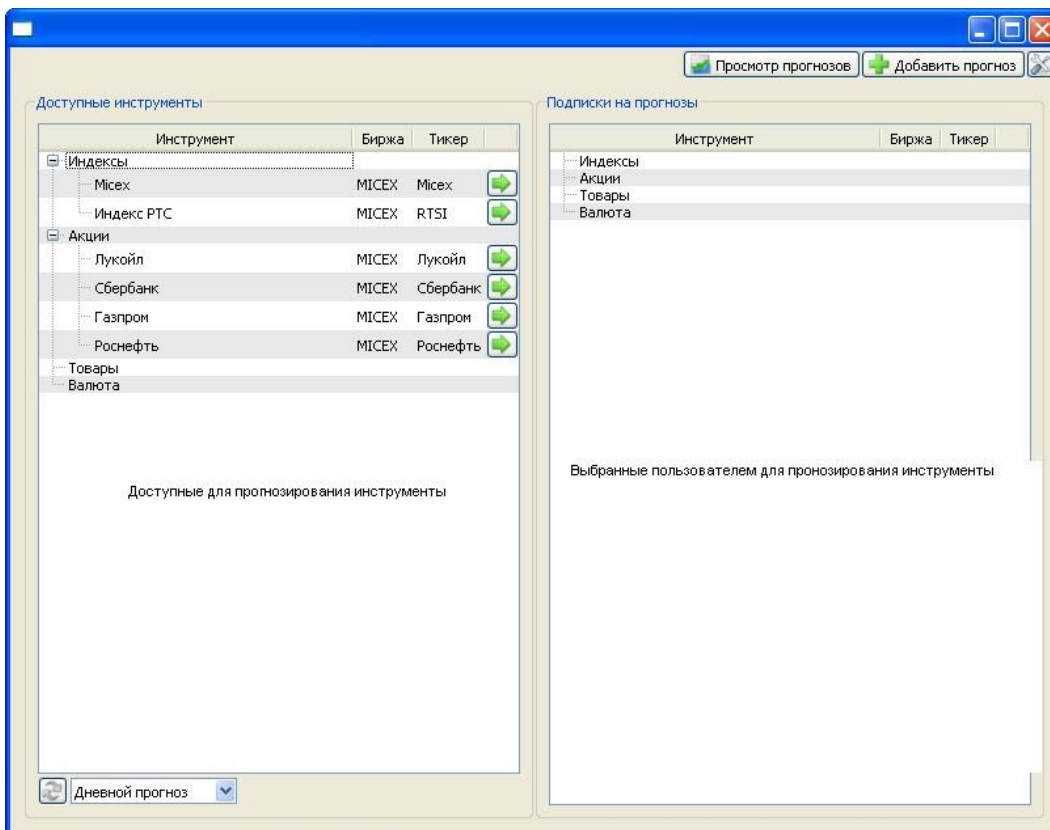 Просмотр прогнозов Добавить прогноз
Доступные инструменты
Инструмент Биржа Тикер
Индексы
Micex MICEX Micex
Индекс РТС MICEX RTSI
Акции
Лукойл MICEX Лукойл
Сбербанк MICEX Сбербанк
Газпром MICEX Газпром
Роснефть MICEX Роснефть
Товары
Валюта
Доступные для прогнозирования инструменты
Дневной прогноз
Подписки на прогнозы
Инструмент Биржа Тикер
Индексы
Акции
Товары
Валюта
Выбранные пользователем для пронозирования инструменты